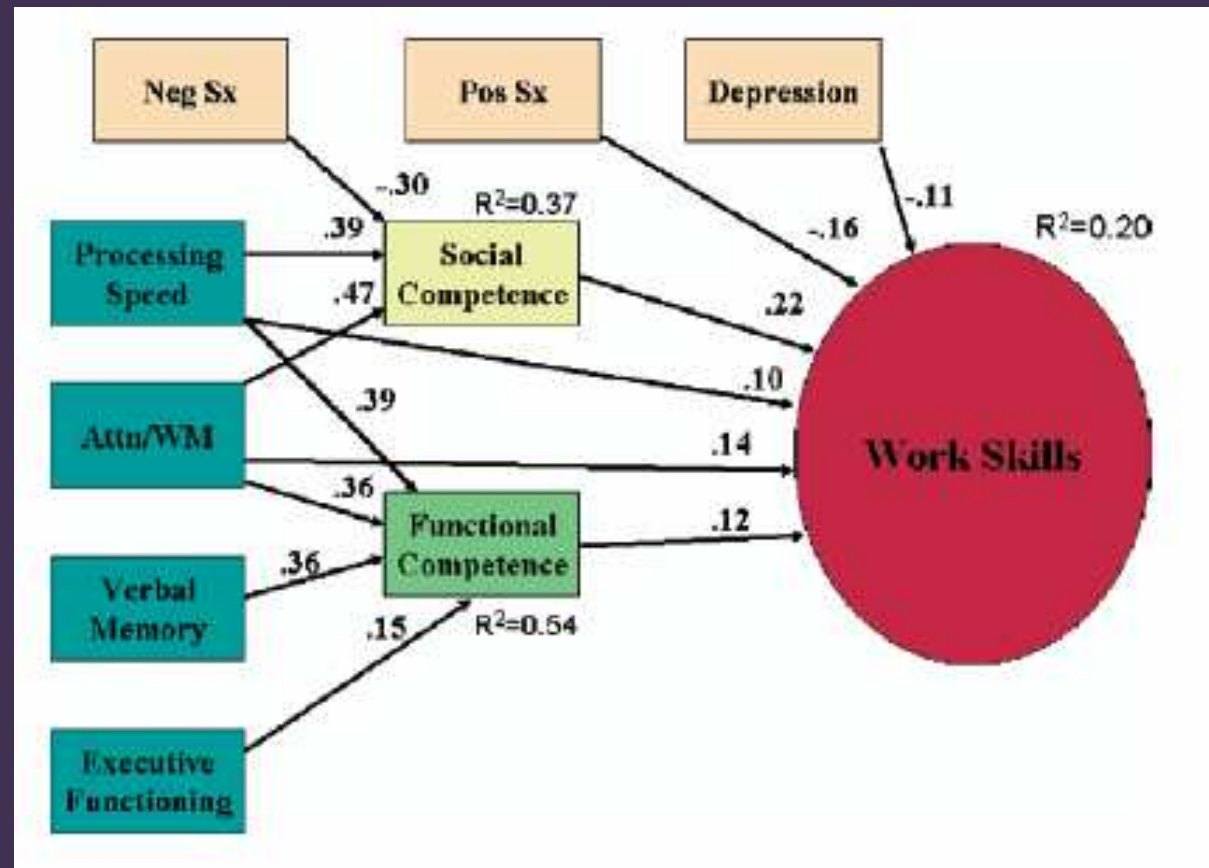 Neg Sx
Pos Sx
Depression
-.30
R²=0.37
-.11
-.16
R²=0.20
Processing
Speed
.39
Social
Competence
.47
.22
.10
.39
Attn/WM
.14
Work Skills
.36
Functional
Competence
.12
Verbal
Memory
.36
.15
R²=0.54
Executive
Functioning